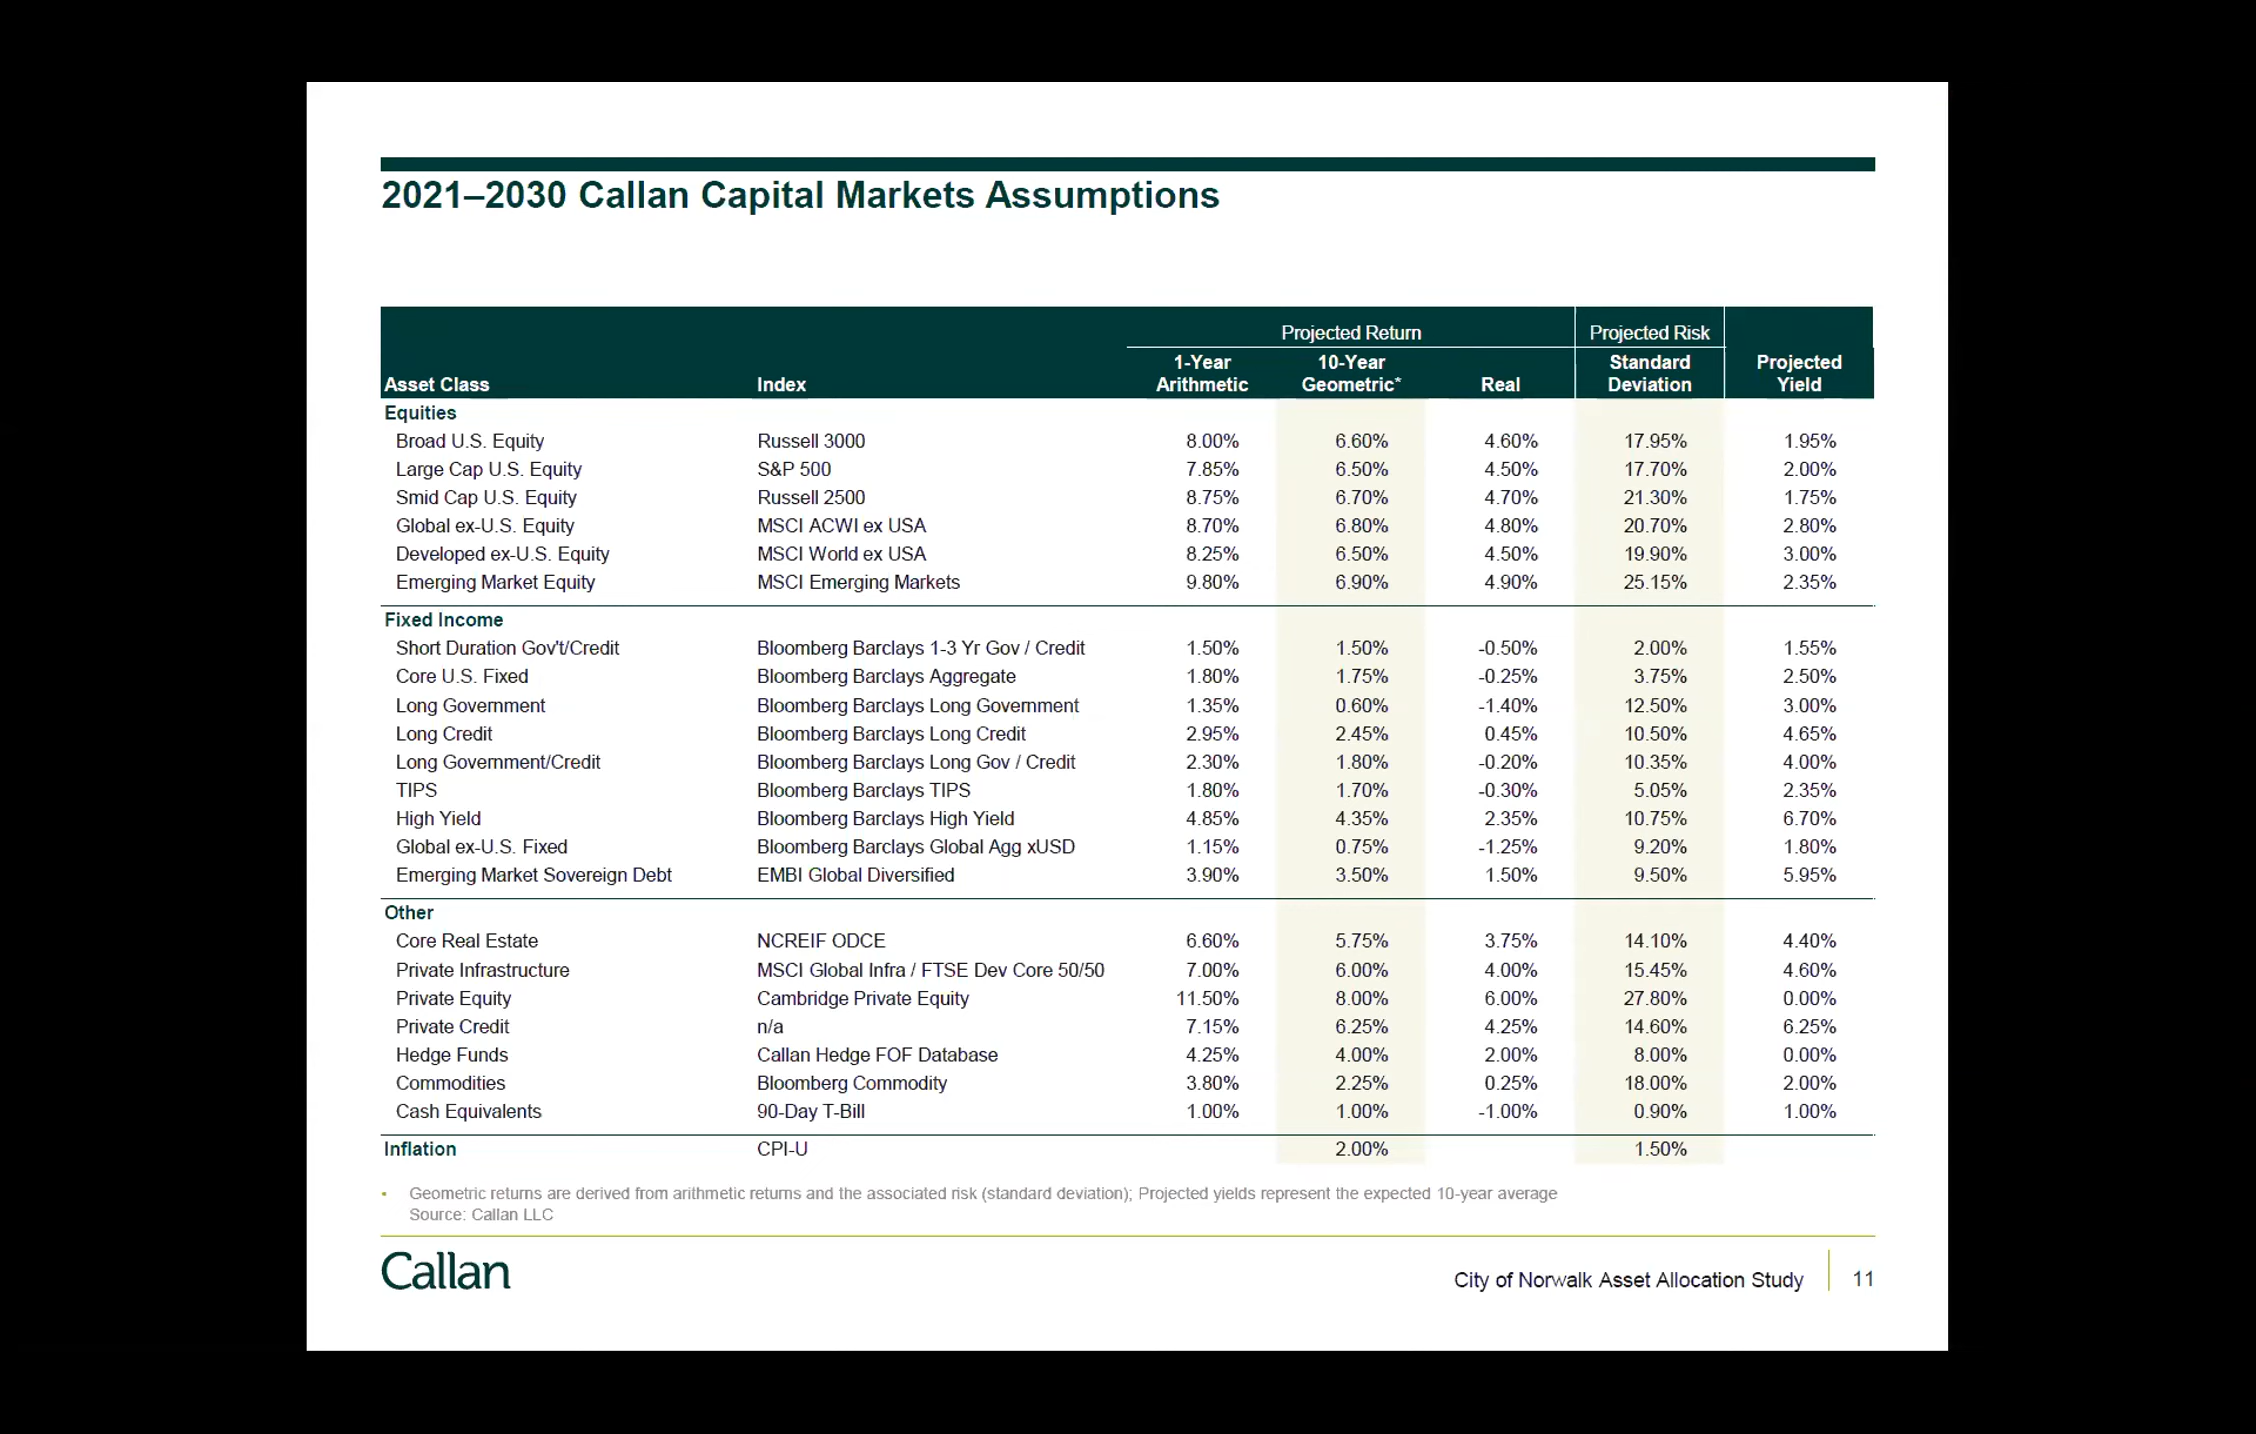 2021–2030 Callan Capital Markets Assumptions
Projected Return Projected Risk
1-Year 10-Year Standard Projected
Asset Class Index Arithmetic Geometric* Real Deviation Yield
Equities
Broad U.S. Equity Russell 3000 8.00% 6.60% 4.60% 17.95% 1.95%
Large Cap U.S. Equity S&P 500 7.85% 6.50% 4.50% 17.70% 2.00%
Smid Cap U.S. Equity Russell 2500 8.75% 6.70% 4.70% 21.30% 1.75%
Global ex-U.S. Equity MSCI ACWI ex USA 8.70% 6.80% 4.80% 20.70% 2.80%
Developed ex-U.S. Equity MSCI World ex USA 8.25% 6.50% 4.50% 19.90% 3.00%
Emerging Market Equity MSCI Emerging Markets 9.80% 6.90% 4.90% 25.15% 2.35%
Fixed Income
Short Duration Gov't/Credit Bloomberg Barclays 1-3 Yr Gov / Credit 1.50% 1.50% -0.50% 2.00% 1.55%
Core U.S. Fixed Bloomberg Barclays Aggregate 1.80% 1.75% -0.25% 3.75% 2.50%
Long Government Bloomberg Barclays Long Government 1.35% 0.60% -1.40% 12.50% 3.00%
Long Credit Bloomberg Barclays Long Credit 2.95% 2.45% 0.45% 10.50% 4.65%
Long Government/Credit Bloomberg Barclays Long Gov / Credit 2.30% 1.80% -0.20% 10.35% 4.00%
TIPS Bloomberg Barclays TIPS 1.80% 1.70% -0.30% 5.05% 2.35%
High Yield Bloomberg Barclays High Yield 4.85% 4.35% 2.35% 10.75% 6.70%
Global ex-U.S. Fixed Bloomberg Barclays Global Agg xUSD 1.15% 0.75% -1.25% 9.20% 1.80%
Emerging Market Sovereign Debt EMBI Global Diversified 3.90% 3.50% 1.50% 9.50% 5.95%
Other
Core Real Estate NCREIF ODCE 6.60% 5.75% 3.75% 14.10% 4.40%
Private Infrastructure MSCI Global Infra / FTSE Dev Core 50/50 7.00% 6.00% 4.00% 15.45% 4.60%
Private Equity Cambridge Private Equity 11.50% 8.00% 6.00% 27.80% 0.00%
Private Credit n/a 7.15% 6.25% 4.25% 14.60% 6.25%
Hedge Funds Callan Hedge FOF Database 4.25% 4.00% 2.00% 8.00% 0.00%
Commodities Bloomberg Commodity 3.80% 2.25% 0.25% 18.00% 2.00%
Cash Equivalents 90-Day T-Bill 1.00% 1.00% -1.00% 0.90% 1.00%
Inflation CPI-U 2.00% 1.50%
• Geometric returns are derived from arithmetic returns and the associated risk (standard deviation); Projected yields represent the expected 10-year average
Source: Callan LLC
Callan
City of Norwalk Asset Allocation Study 11